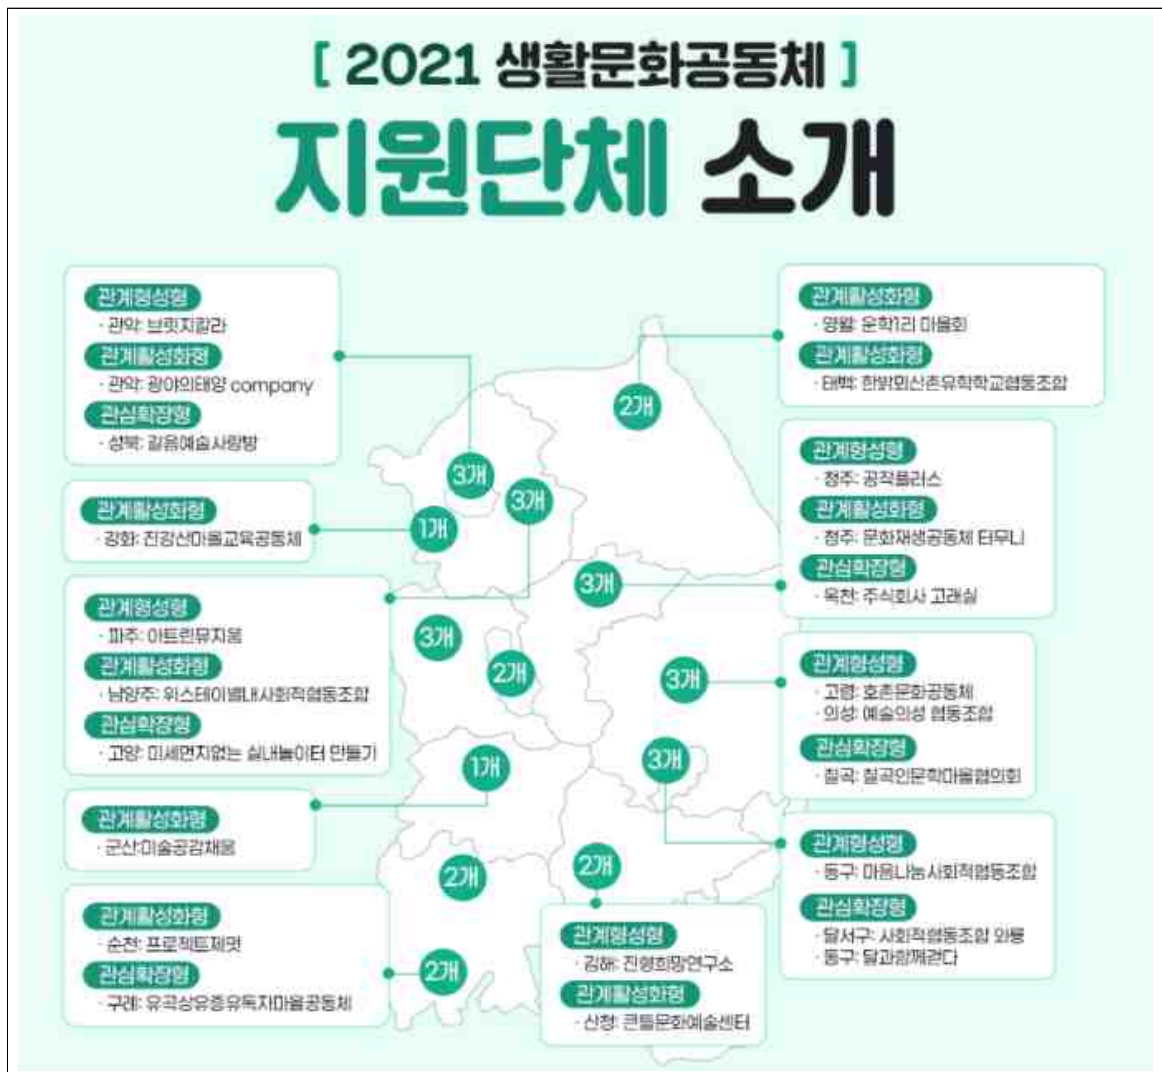 [ 2021 생활문화공동체 ]
지원단체 소개
관계형성형
· 관악: 브릿지칼라
관계활성화형
· 관악: 광야의태양 company
관심확장형
· 성북: 길음예술사랑방
관계활성화형
· 강화: 진강산마을교육공동체
관계형성형
· 파주: 아트린뮤지움
관계활성화형
· 남양주: 위스테이별내사회적협동조합
관심확장형
· 고양: 미세먼지없는 실내놀이터 만들기
관계활성화형
· 군산:미술공감채움
관계활성화형
· 순천: 프로젝트제멋
관심확장형
· 구례: 유곡상유중유독자마을공동체
관계활성화형
· 영월: 운학1리 마을회
관계활성화형
· 태백: 한밝뫼산촌유학학교협동조합
관계형성형
· 청주: 공작플러스
관계활성화형
· 청주: 문화재생공동체 터무니
관심확장형
· 옥천: 주식회사 고래실
관계형성형
· 고령: 호촌문화공동체
· 의성: 예술의성 협동조합
관심확장형
· 칠곡: 칠곡인문학마을협의회
관계형성형
· 동구: 마을나눔사회적협동조합
관심확장형
· 달서구: 사회적협동조합 와룡
· 동구: 달과함께걷다
관계형성형
· 김해: 진영희망연구소
관계활성화형
· 산청: 큰들문화예술센터
2개
3개
3개
1개
3개
3개
2개
3개
1개
3개
2개
2개
2개